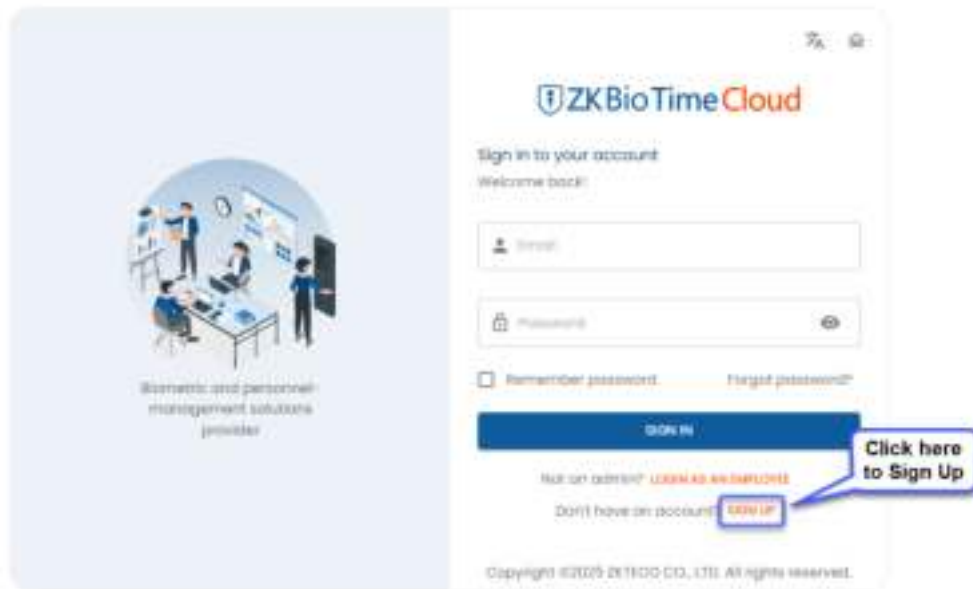 ZKBioTime Cloud
Sign in to your account
Welcome back!
Email
Password
Remember password
Forgot password?
Biometric and personnel-
management solutions
provider
SIGN IN
Click here
to Sign Up
Not an admin? LOGIN AS AN EMPLOYEE
Don't have an account? SIGN UP
Copyright ©2025 ZKTECO CO., LTD. All rights reserved.